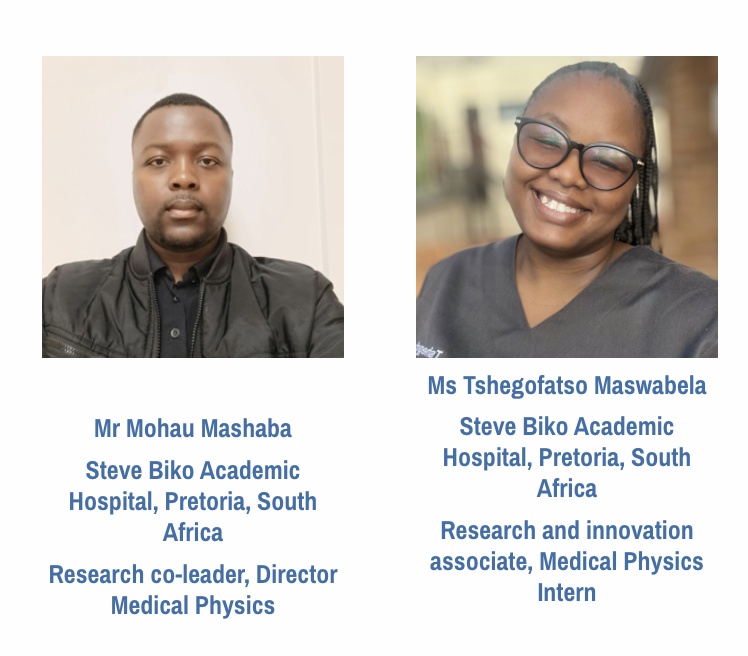 Mr Mohau Mashaba
Steve Biko Academic
Hospital, Pretoria, South
Africa
Research co-leader, Director
Medical Physics
Ms Tshegofatso Maswabela
Steve Biko Academic
Hospital, Pretoria, South
Africa
Research and innovation
associate, Medical Physics
Intern